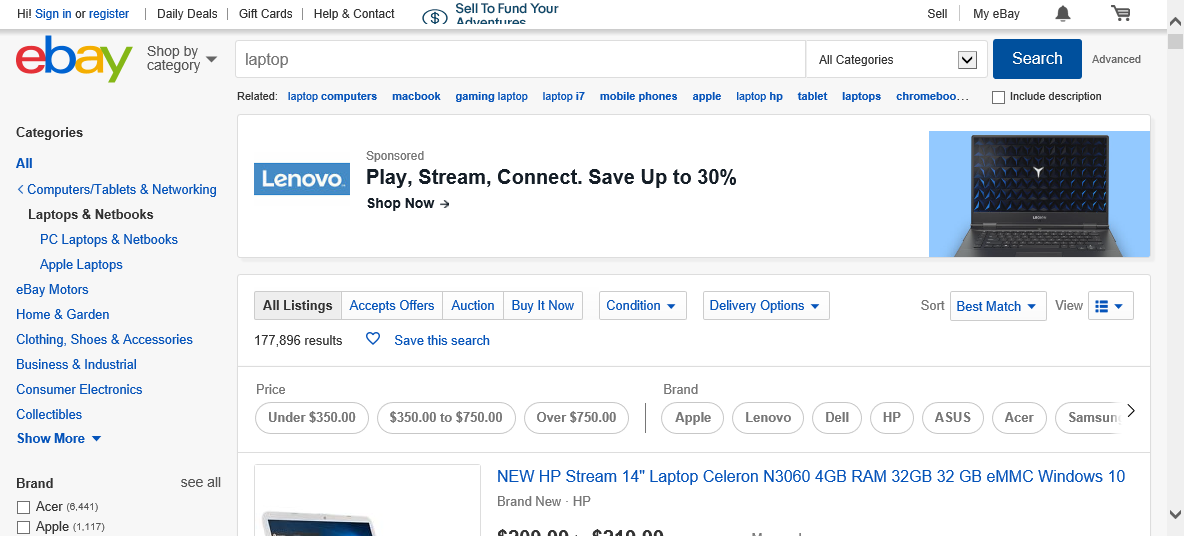 Hi! Sign in or register
Daily Deals
Gift Cards
Help & Contact
Sell To Fund Your
Adventures
Sell
My eBay
ebay
Shop by
category
laptop
All Categories
Search
Advanced
Related: laptop computers macbook gaming laptop laptop i7 mobile phones apple laptop hp tablet laptops chromeboo…
Include description
Categories
All
Computers/Tablets & Networking
Laptops & Netbooks
PC Laptops & Netbooks
Apple Laptops
eBay Motors
Home & Garden
Clothing, Shoes & Accessories
Business & Industrial
Consumer Electronics
Collectibles
Show More
Brand
see all
Acer (6,441)
Apple (1,117)
Lenovo
Sponsored
Play, Stream, Connect. Save Up to 30%
Shop Now →
LEGION
All Listings Accepts Offers Auction Buy It Now Condition Delivery Options Sort Best Match View
177,896 results Save this search
Price
Under $350.00 $350.00 to $750.00 Over $750.00
Brand
Apple Lenovo Dell HP ASUS Acer Samsun
NEW HP Stream 14" Laptop Celeron N3060 4GB RAM 32GB 32 GB eMMC Windows 10
Brand New · HP